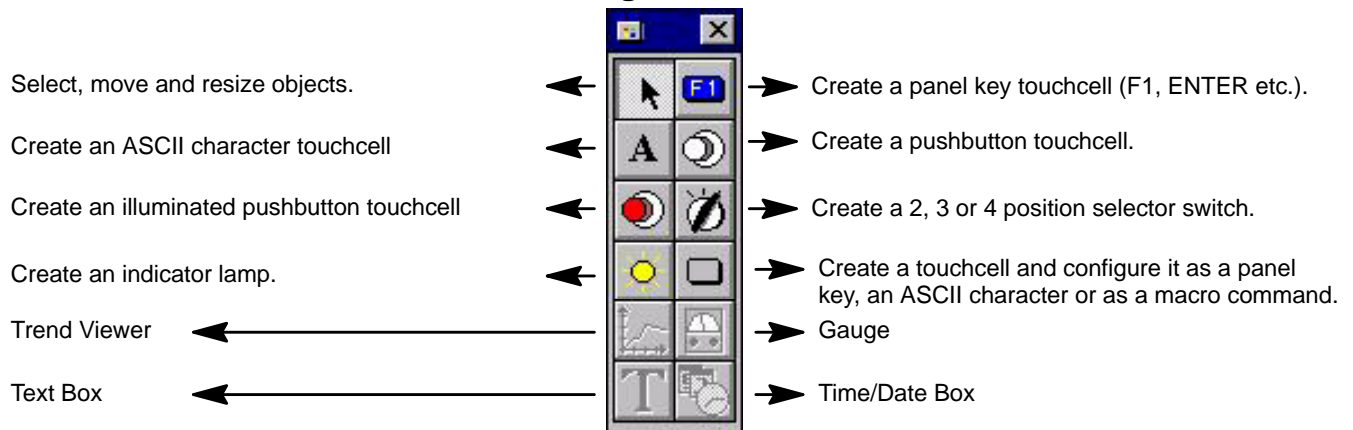 F1
Select, move and resize objects.
Create a panel key touchcell (F1, ENTER etc.).
Create an ASCII character touchcell
A
Create a pushbutton touchcell.
Create an illuminated pushbutton touchcell
Create a 2, 3 or 4 position selector switch.
Create an indicator lamp.
Create a touchcell and configure it as a panel
key, an ASCII character or as a macro command.
Trend Viewer
Gauge
Text Box
T
Time/Date Box